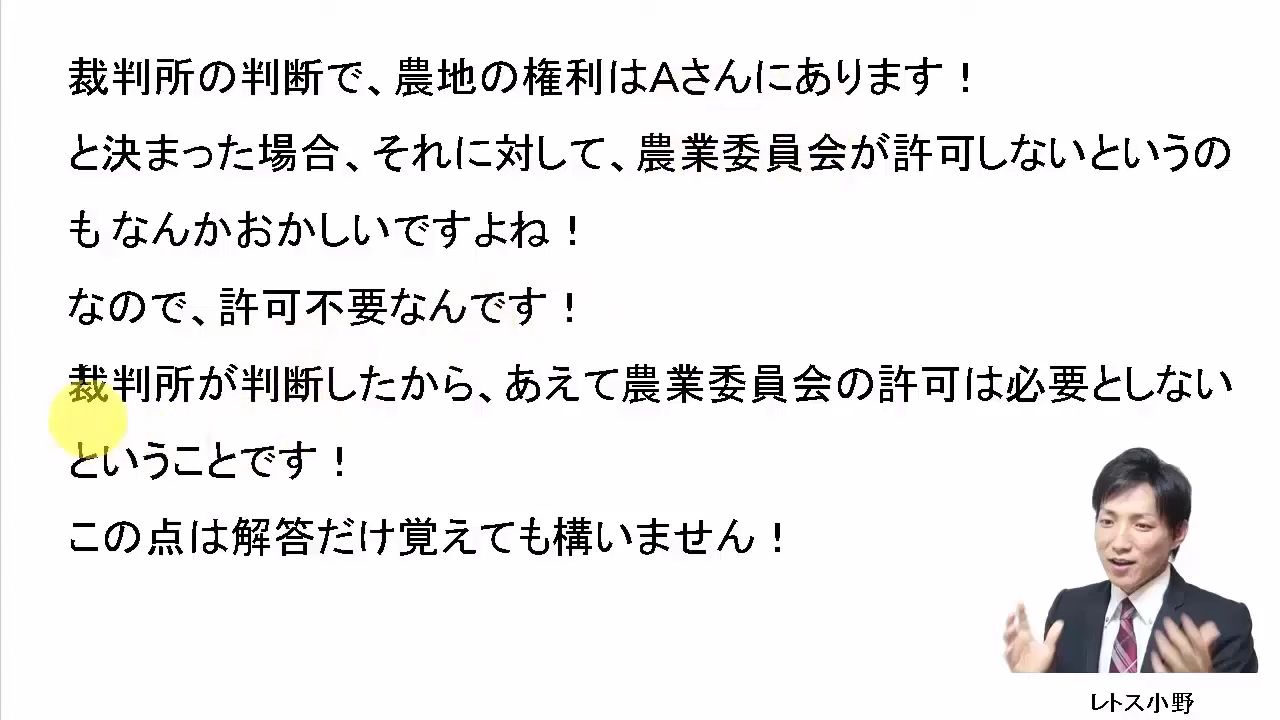 裁判所の判断で、農地の権利はAさんにあります！
と決まった場合、それに対して、農業委員会が許可しないというの
もなんかおかしいですよね！
なので、許可不要なんです！
裁判所が判断したから、あえて農業委員会の許可は必要としない
ということです！
この点は解答だけ覚えても構いません！
レトス小野